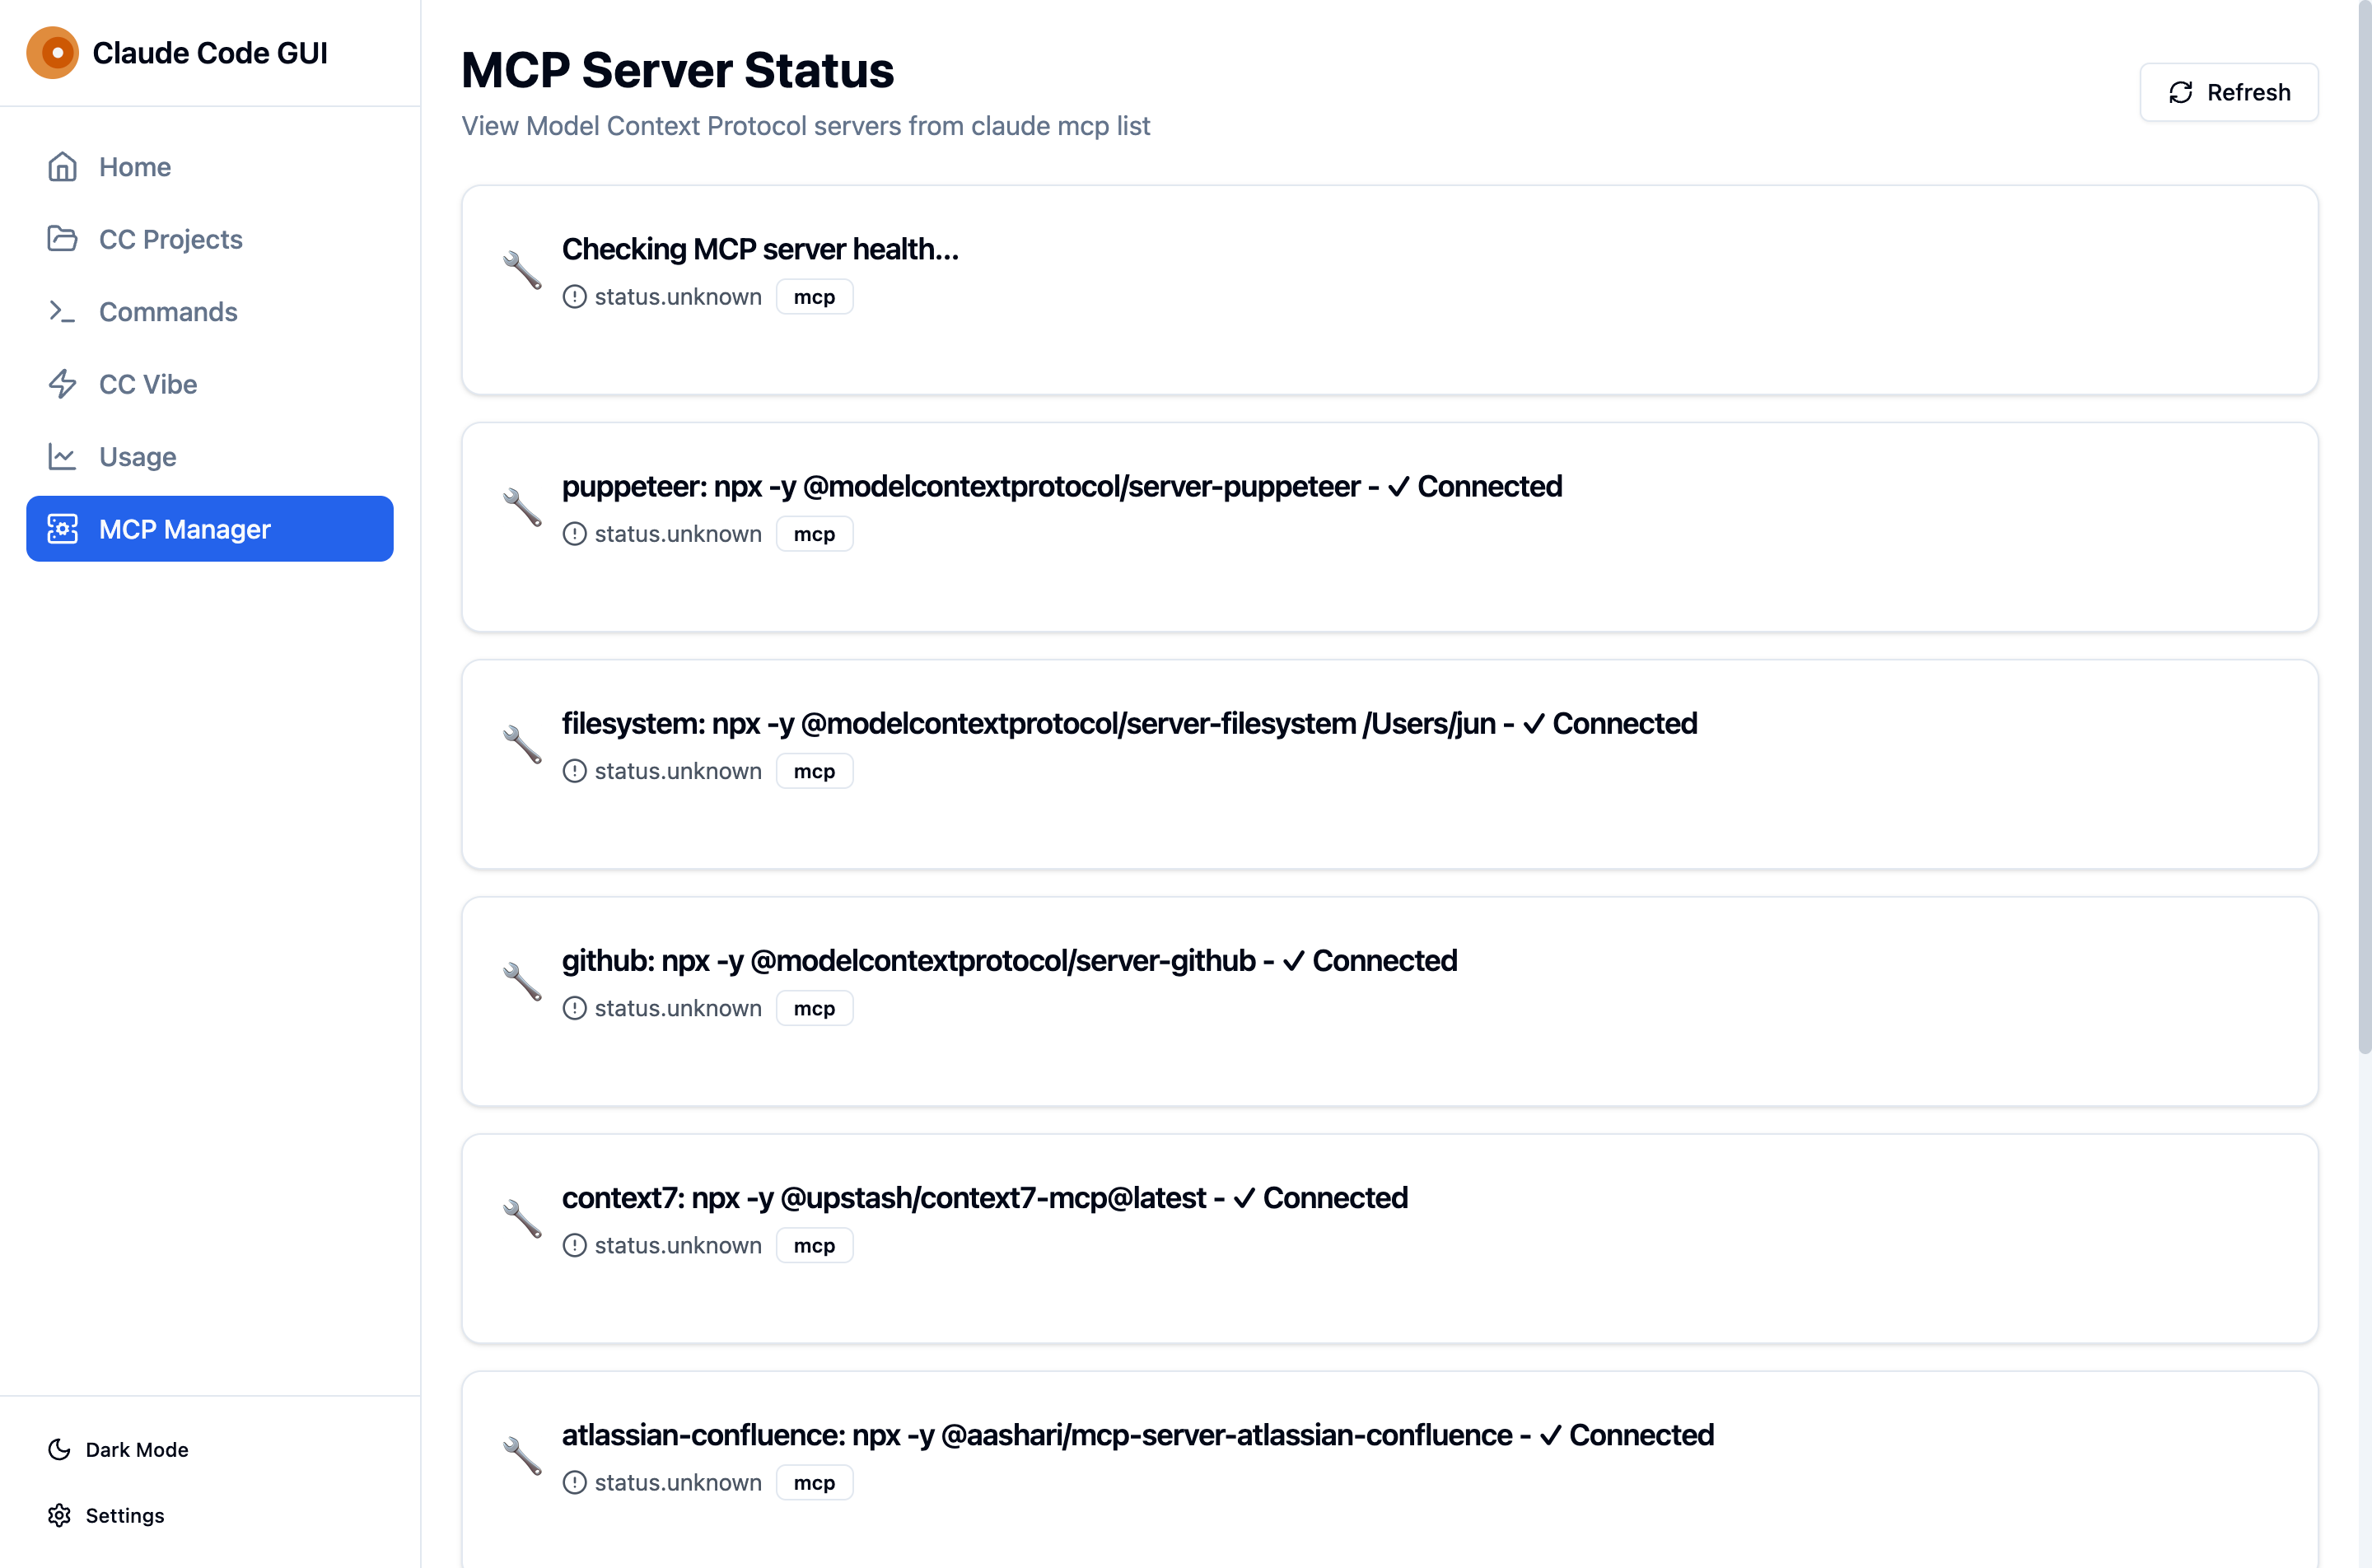 Claude Code GUI
Home
CC Projects
Commands
CC Vibe
Usage
MCP Manager
Dark Mode
Settings
MCP Server Status
View Model Context Protocol servers from claude mcp list
Refresh
Checking MCP server health...
status.unknown mcp
puppeteer: npx -y @modelcontextprotocol/server-puppeteer - ✓ Connected
status.unknown mcp
filesystem: npx -y @modelcontextprotocol/server-filesystem /Users/jun - ✓ Connected
status.unknown mcp
github: npx -y @modelcontextprotocol/server-github - ✓ Connected
status.unknown mcp
context7: npx -y @upstash/context7-mcp@latest - ✓ Connected
status.unknown mcp
atlassian-confluence: npx -y @aashari/mcp-server-atlassian-confluence - ✓ Connected
status.unknown mcp